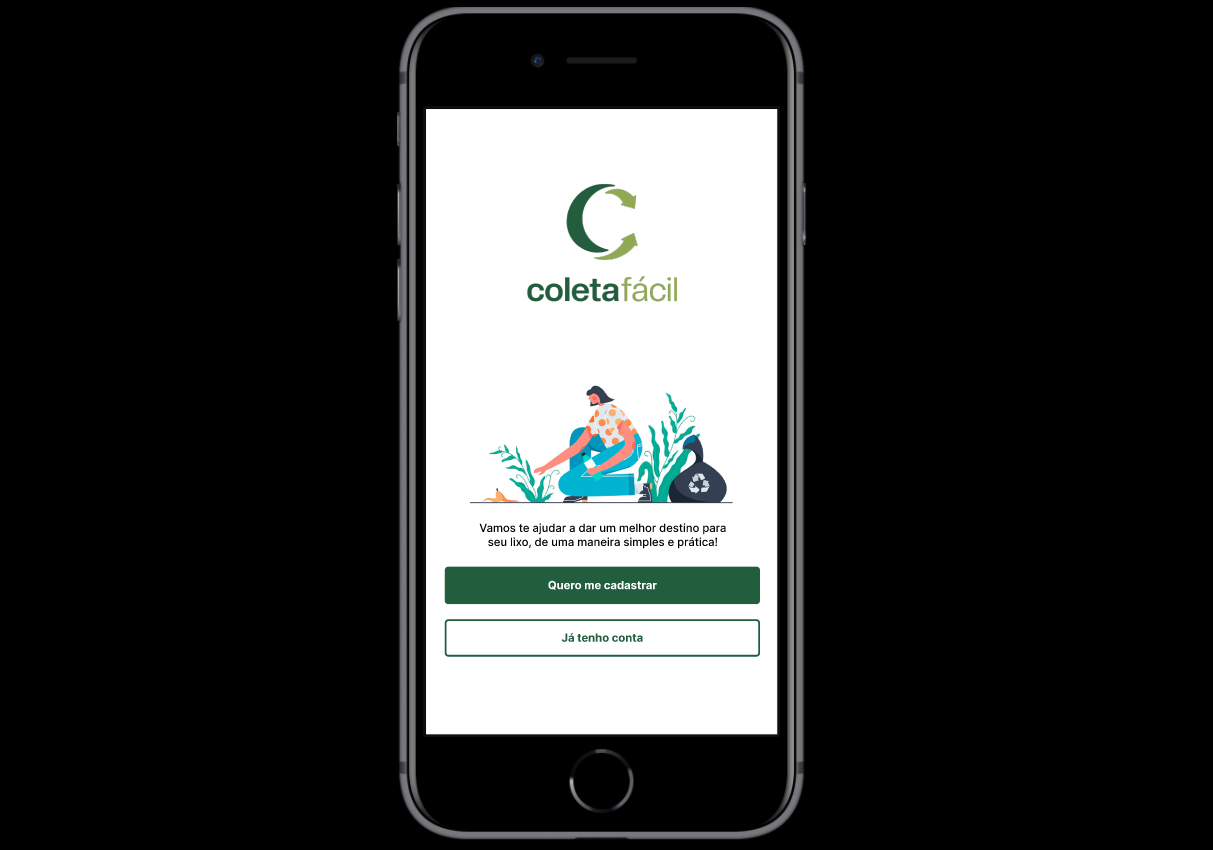 coletafácil
Vamos te ajudar a dar um melhor destino para
seu lixo, de uma maneira simples e prática!
Quero me cadastrar
Já tenho conta